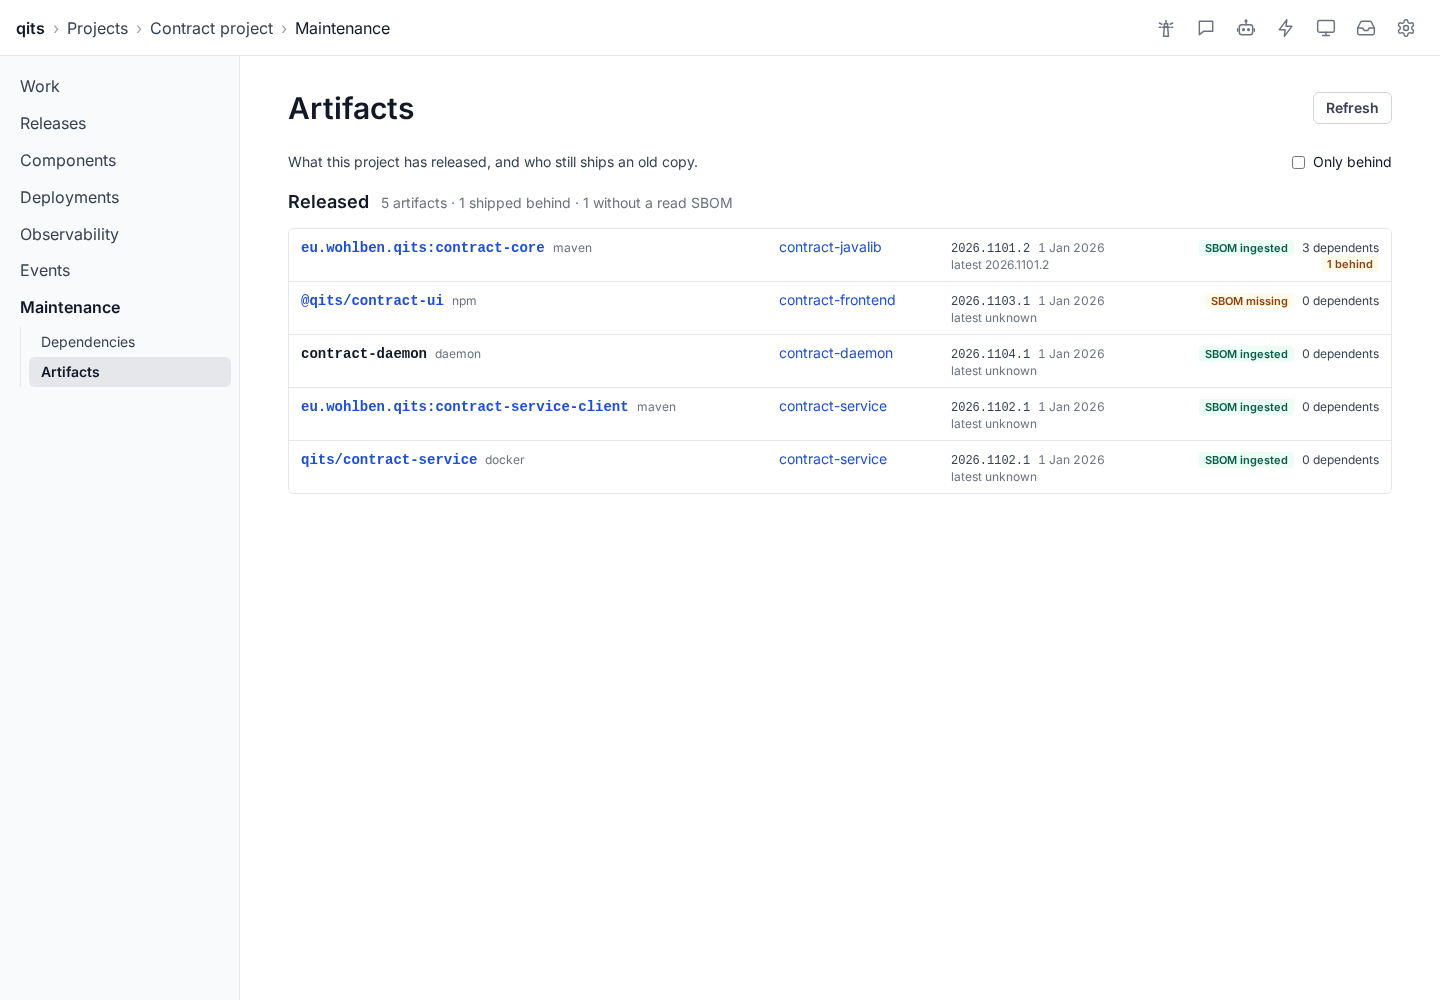 qits › Projects › Contract project › Maintenance
Work
Releases
Components
Deployments
Observability
Events
Maintenance
Dependencies
Artifacts
Artifacts
Refresh
What this project has released, and who still ships an old copy.
Only behind
Released 5 artifacts · 1 shipped behind · 1 without a read SBOM
eu.wohlben.qits:contract-core maven contract-javalib 2026.1101.2 1 Jan 2026 SBOM ingested 3 dependents
latest 2026.1101.2 1 behind
@qits/contract-ui npm contract-frontend 2026.1103.1 1 Jan 2026 SBOM missing 0 dependents
latest unknown
contract-daemon daemon contract-daemon 2026.1104.1 1 Jan 2026 SBOM ingested 0 dependents
latest unknown
eu.wohlben.qits:contract-service-client maven contract-service 2026.1102.1 1 Jan 2026 SBOM ingested 0 dependents
latest unknown
qits/contract-service docker contract-service 2026.1102.1 1 Jan 2026 SBOM ingested 0 dependents
latest unknown